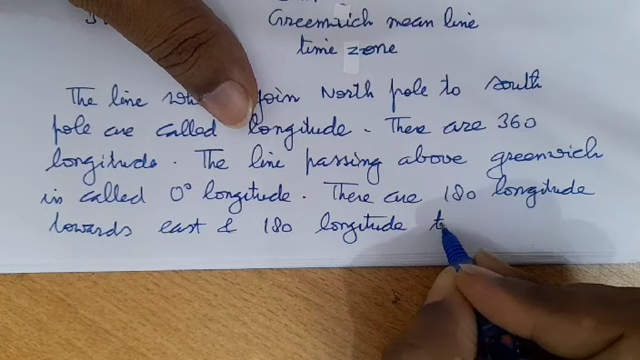 Greenwich mean line
time zone
The line join North pole to south
pole are called longitude. There are 360
longitude. The line passing above greenwich
is called 0° longitude. There are 180 longitude
towards east & 180 longitude t